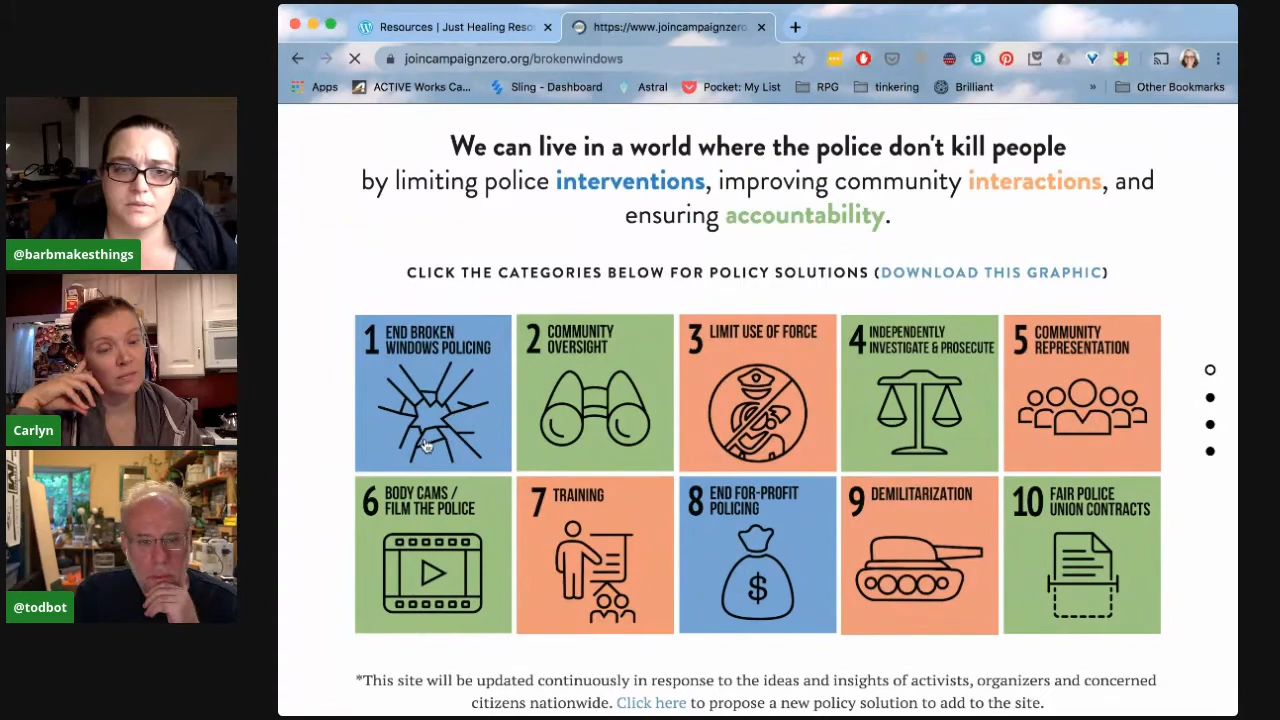 Resources | Just Healing Reso
https://www.joincampaignzero
joincampaignzero.org/brokenwindows
Apps
ACTIVE Works Ca...
Sling - Dashboard
Astral
Pocket: My List
RPG
tinkering
Brilliant
»
Other Bookmarks
We can live in a world where the police don't kill people
by limiting police interventions, improving community interactions, and
ensuring accountability.
CLICK THE CATEGORIES BELOW FOR POLICY SOLUTIONS (DOWNLOAD THIS GRAPHIC)
1 END BROKEN
WINDOWS POLICING
2 COMMUNITY
OVERSIGHT
3 LIMIT USE OF FORCE
4 INDEPENDENTLY
INVESTIGATE & PROSECUTE
5 COMMUNITY
REPRESENTATION
6 BODY CAMS /
FILM THE POLICE
7 TRAINING
8 END FOR-PROFIT
POLICING
$
9 DEMILITARIZATION
10 FAIR POLICE
UNION CONTRACTS
*This site will be updated continuously in response to the ideas and insights of activists, organizers and concerned
citizens nationwide. Click here to propose a new policy solution to add to the site.
@barbmakesthings
Carlyn
@todbot